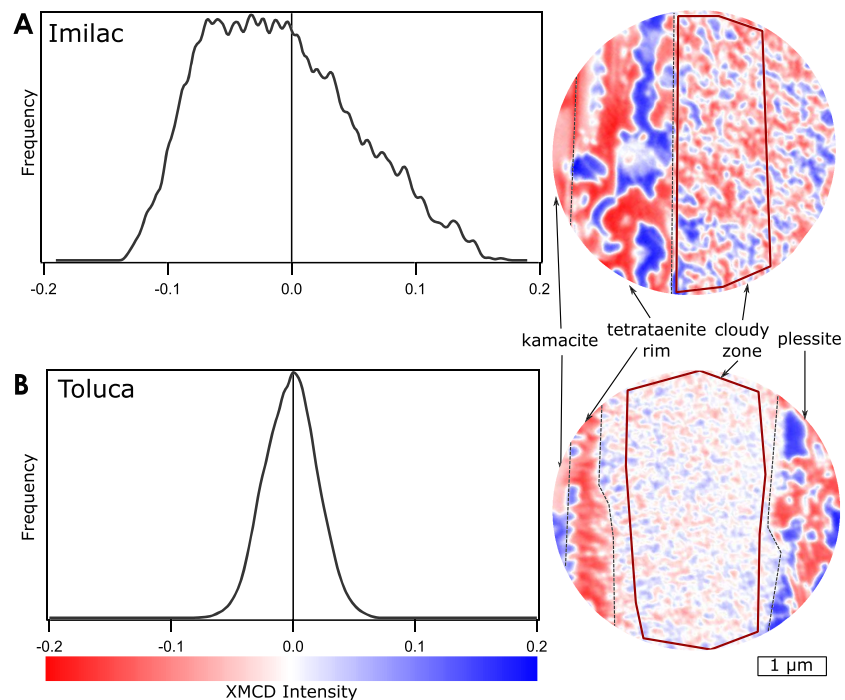 A
Imilac
Frequency
-0.2 -0.1 0.0 0.1 0.2
kamacite
tetrataenite
rim
cloudy
zone
plessite
B
Toluca
Frequency
-0.2 -0.1 0.0 0.1 0.2
XMCD Intensity
1 µm